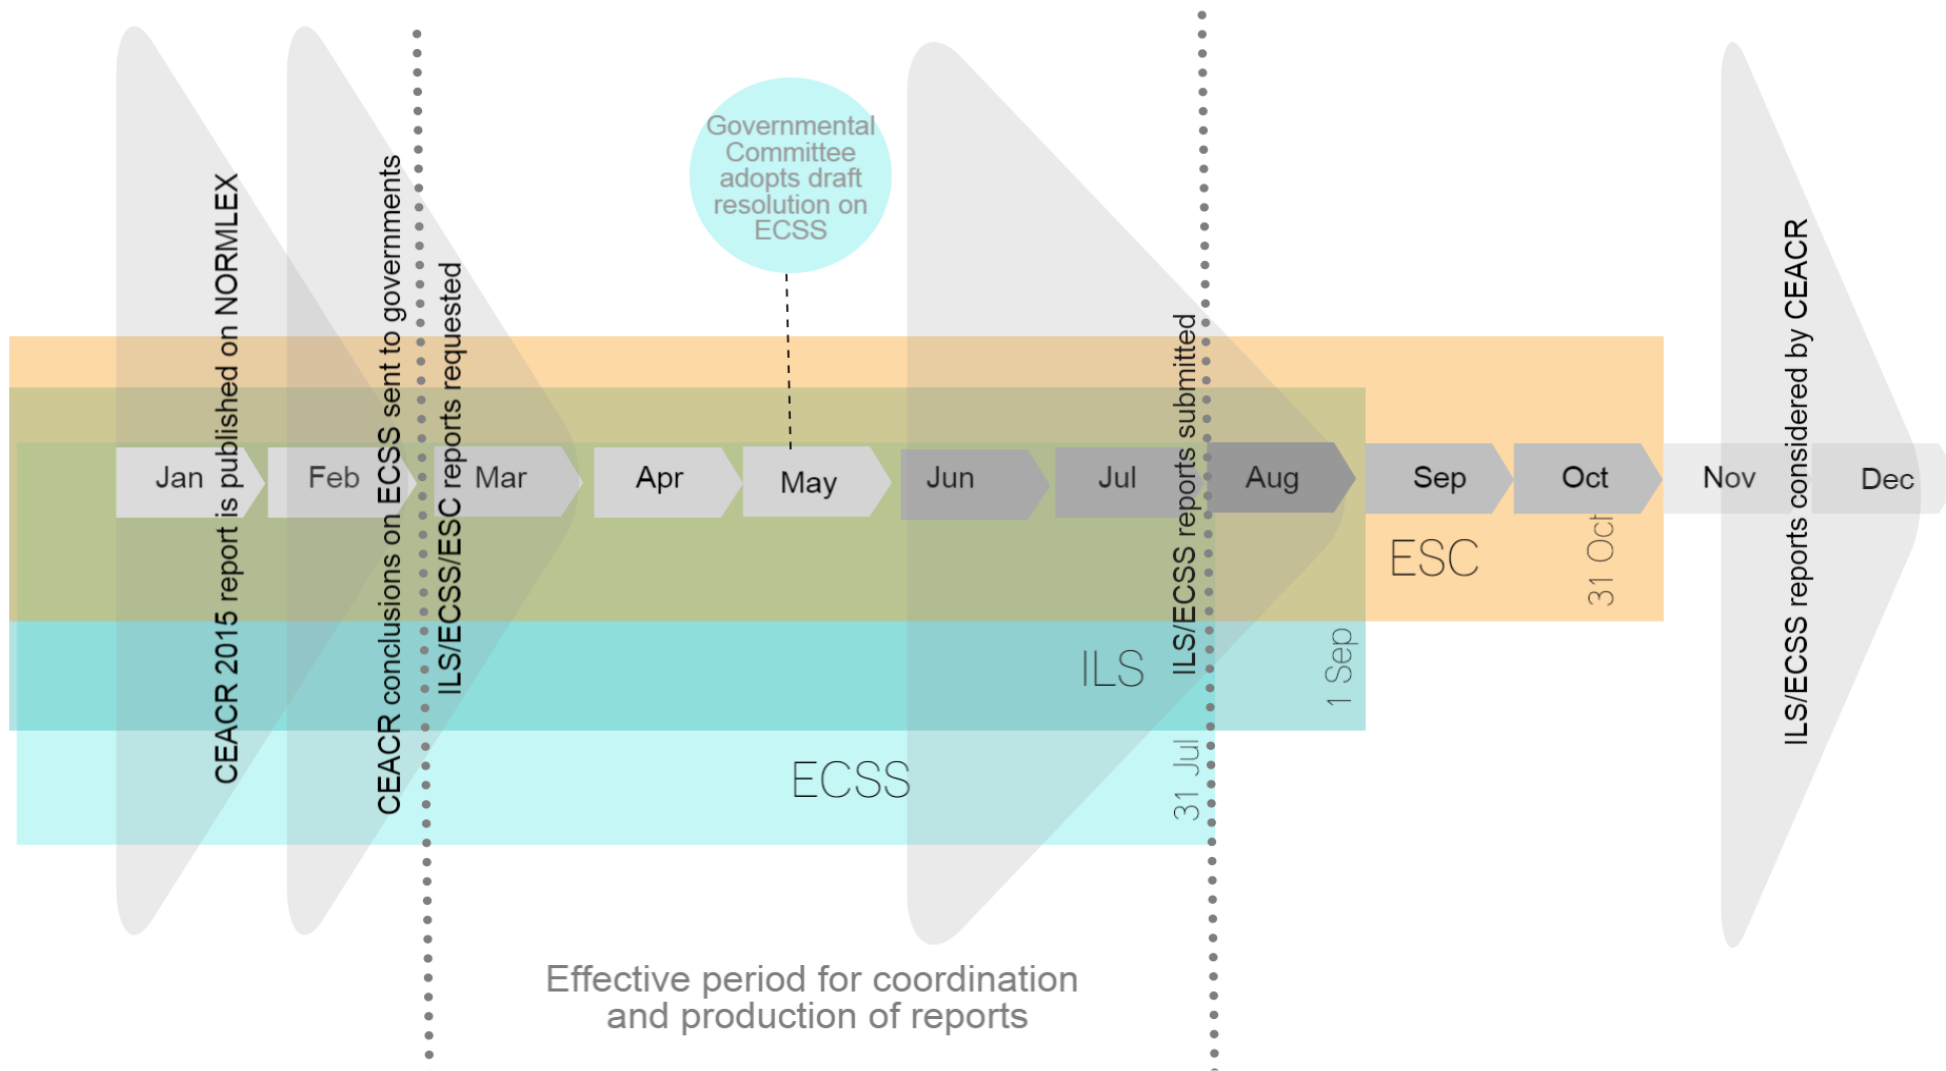 Governmental
Committee
adopts draft
resolution on
ECSS
CEACR 2015 report is published on NORMLEX
CEACR conclusions on ECSS sent to governments
ILS/ECSS/ESC reports requested
ILS/ECSS reports submitted
ILS/ECSS reports considered by CEACR
Jan
Feb
Mar
Apr
May
Jun
Jul
Aug
Sep
Oct
Nov
Dec
ESC
31 Oct
ILS
1 Sep
ECSS
31 Jul
Effective period for coordination
and production of reports